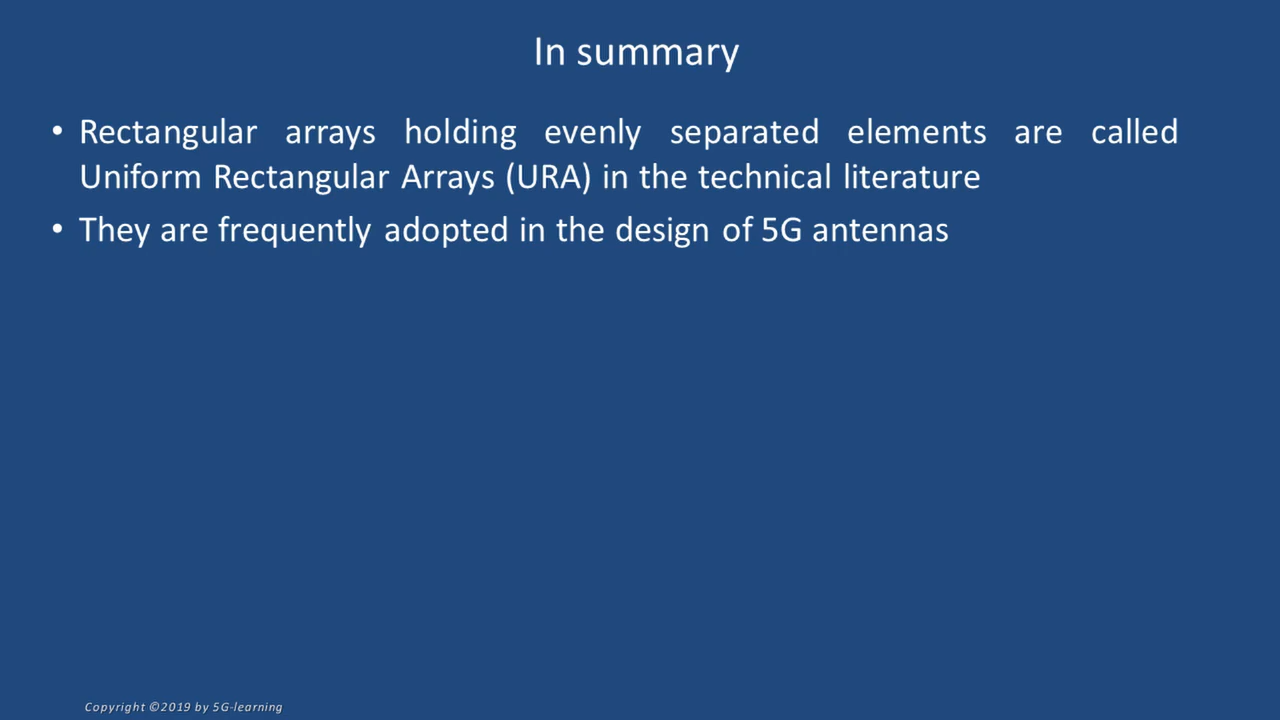 In summary
• Rectangular arrays holding evenly separated elements are called
Uniform Rectangular Arrays (URA) in the technical literature
• They are frequently adopted in the design of 5G antennas
Copyright ©2019 by 5G-learning